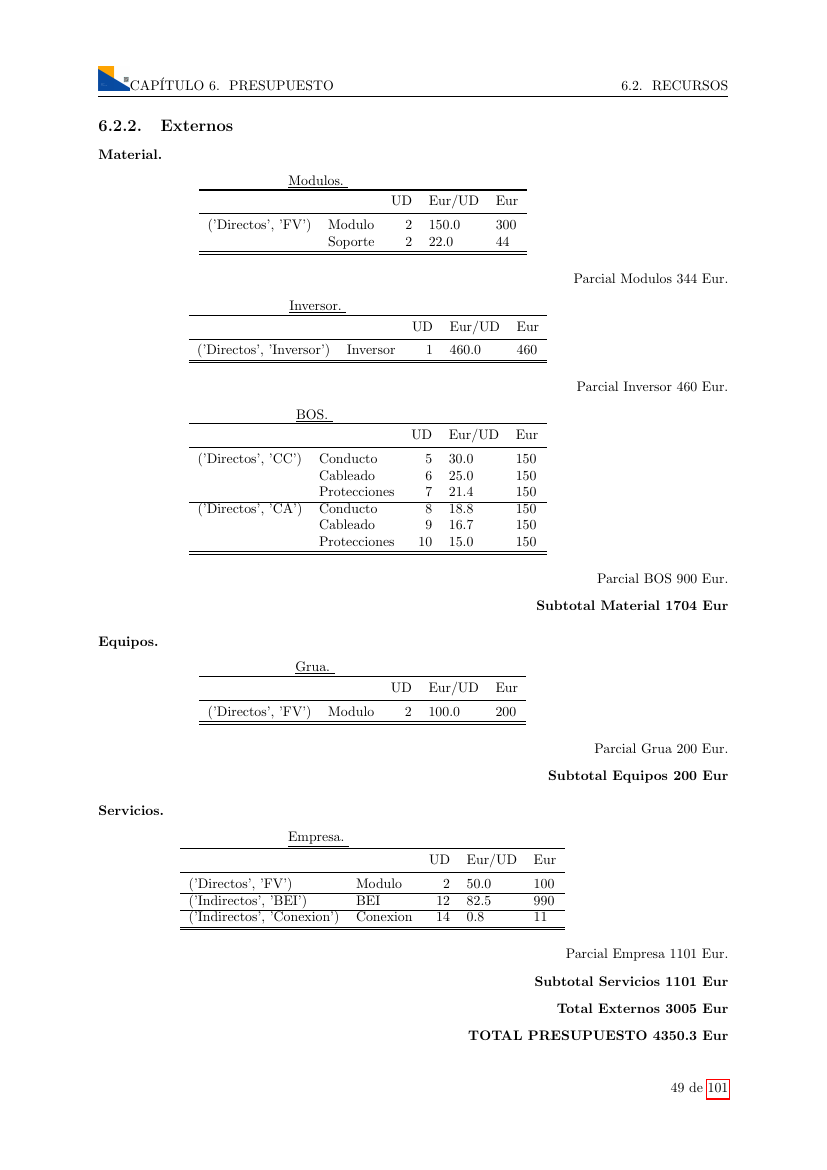 CAPÍTULO 6. PRESUPUESTO 6.2. RECURSOS
6.2.2. Externos
Material.
Modulos.
UD Eur/UD Eur
('Directos', 'FV') Modulo 2 150.0 300
Soporte 2 22.0 44
Parcial Modulos 344 Eur.
Inversor.
UD Eur/UD Eur
('Directos', 'Inversor') Inversor 1 460.0 460
Parcial Inversor 460 Eur.
BOS.
UD Eur/UD Eur
('Directos', 'CC') Conducto 5 30.0 150
Cableado 6 25.0 150
Protecciones 7 21.4 150
('Directos', 'CA') Conducto 8 18.8 150
Cableado 9 16.7 150
Protecciones 10 15.0 150
Parcial BOS 900 Eur.
Subtotal Material 1704 Eur
Equipos.
Grua.
UD Eur/UD Eur
('Directos', 'FV') Modulo 2 100.0 200
Parcial Grua 200 Eur.
Subtotal Equipos 200 Eur
Servicios.
Empresa.
UD Eur/UD Eur
('Directos', 'FV') Modulo 2 50.0 100
('Indirectos', 'BEI') BEI 12 82.5 990
('Indirectos', 'Conexion') Conexion 14 0.8 11
Parcial Empresa 1101 Eur.
Subtotal Servicios 1101 Eur
Total Externos 3005 Eur
TOTAL PRESUPUESTO 4350.3 Eur
49 de 101